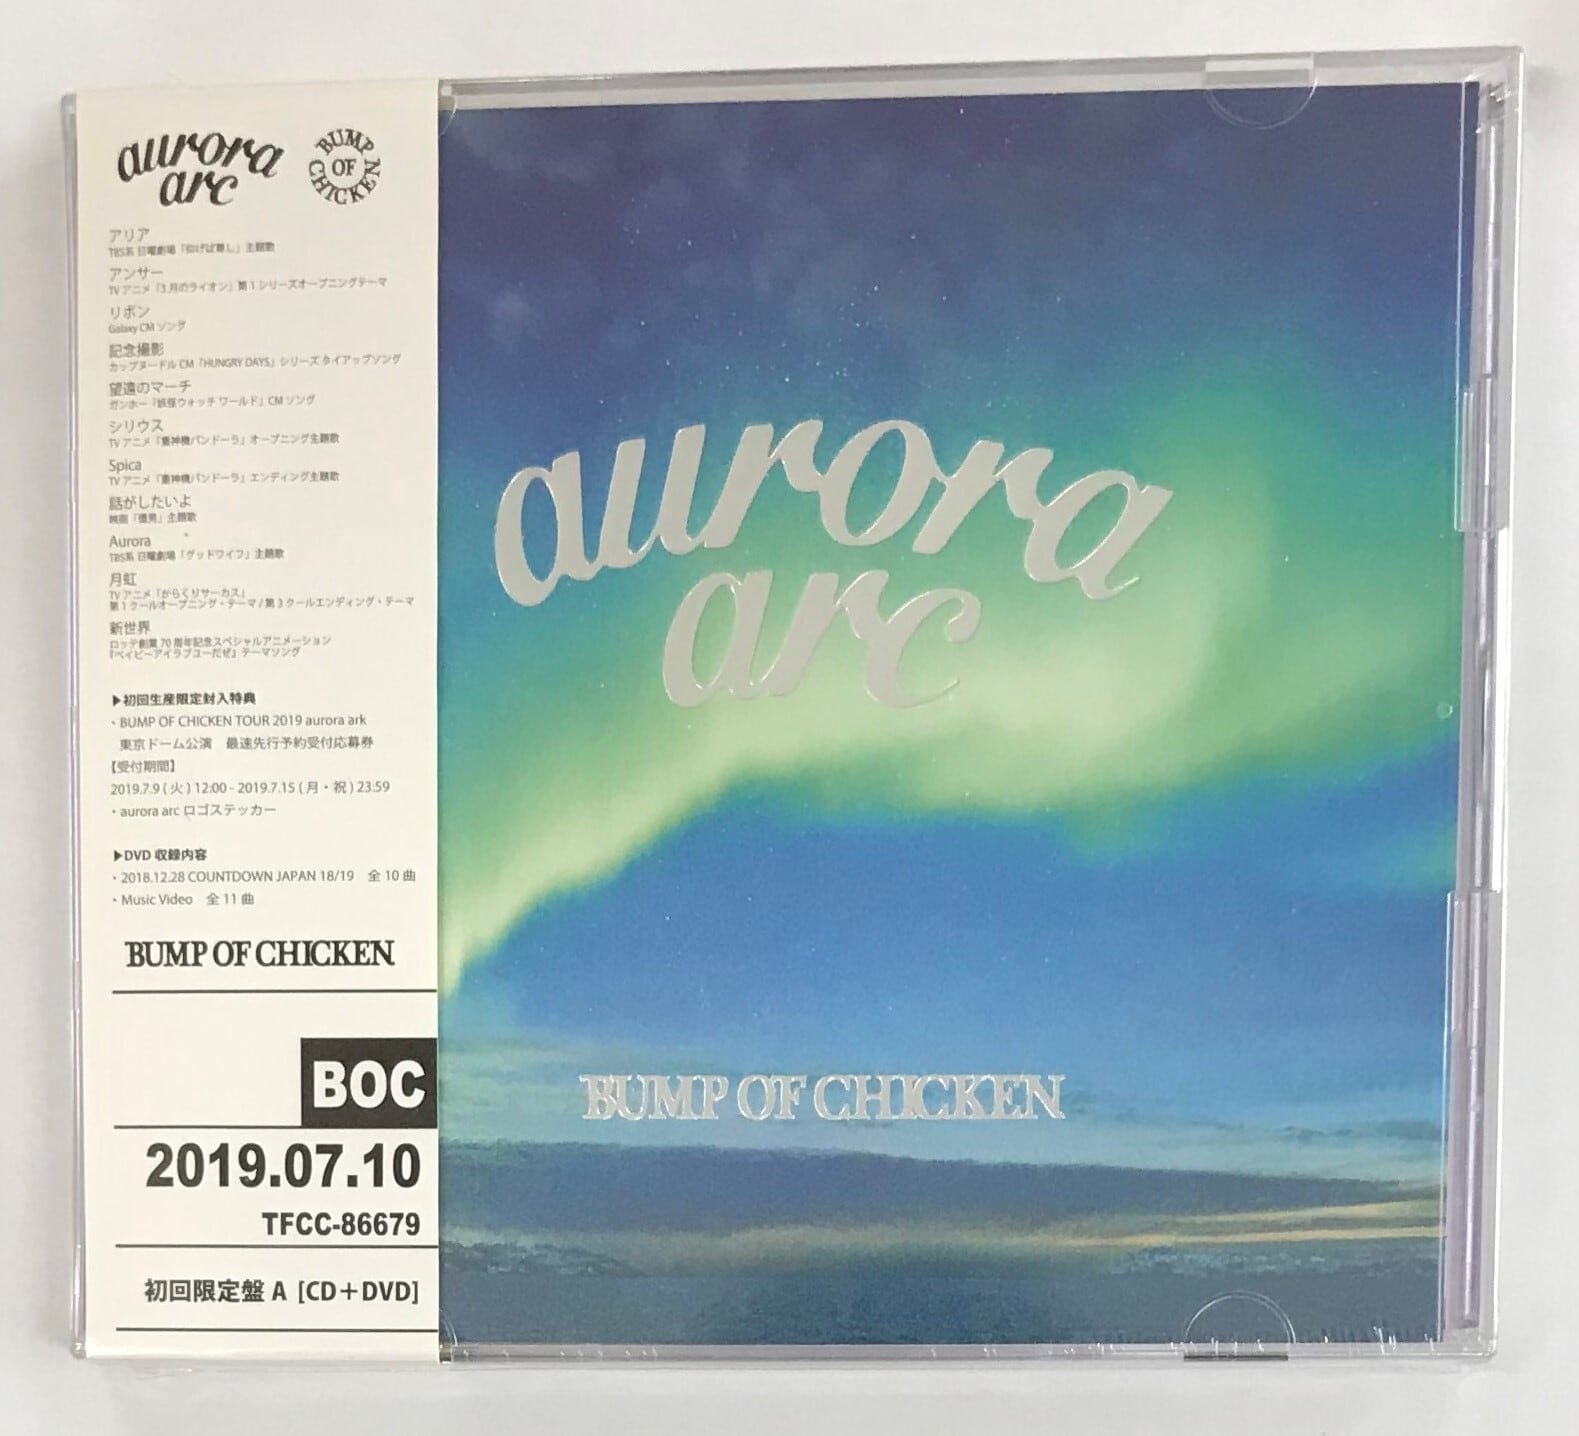 aurora
arc
BUMP
OF
CHICKEN
アリア
TBS系 日曜劇場「仰げば尊し」主題歌
アンサー
TVアニメ「3月のライオン」第1シリーズオープニングテーマ
リボン
Galaxy CMソング
記念撮影
カップヌードルCM「HUNGRY DAYS」シリーズ タイアップソング
望遠のマーチ
ガンホー「妖怪ウォッチ ワールド」CMソング
シリウス
TVアニメ「重神機パンドーラ」オープニング主題歌
Spica
TVアニメ「重神機パンドーラ」エンディング主題歌
話がしたいよ
映画「億男」主題歌
Aurora
TBS系 日曜劇場「グッドワイフ」主題歌
月虹
TVアニメ「からくりサーカス」
第1クールオープニング・テーマ/第3クールエンディング・テーマ
新世界
ロッテ創業70周年記念スペシャルアニメーション
『ベイビーアイラブユーだぜ』テーマソング
▶初回生産限定封入特典
・BUMP OF CHICKEN TOUR 2019 aurora ark
東京ドーム公演 最速先行予約受付応募券
【受付期間】
2019.7.9(火)12:00 - 2019.7.15(月・祝)23:59
・aurora arc ロゴステッカー
▶DVD 収録内容
・2018.12.28 COUNTDOWN JAPAN 18/19 全10曲
・Music Video 全11曲
BUMP OF CHICKEN
BOC
2019.07.10
TFCC-86679
初回限定盤 A [CD+DVD]
aurora
arc
BUMP OF CHICKEN